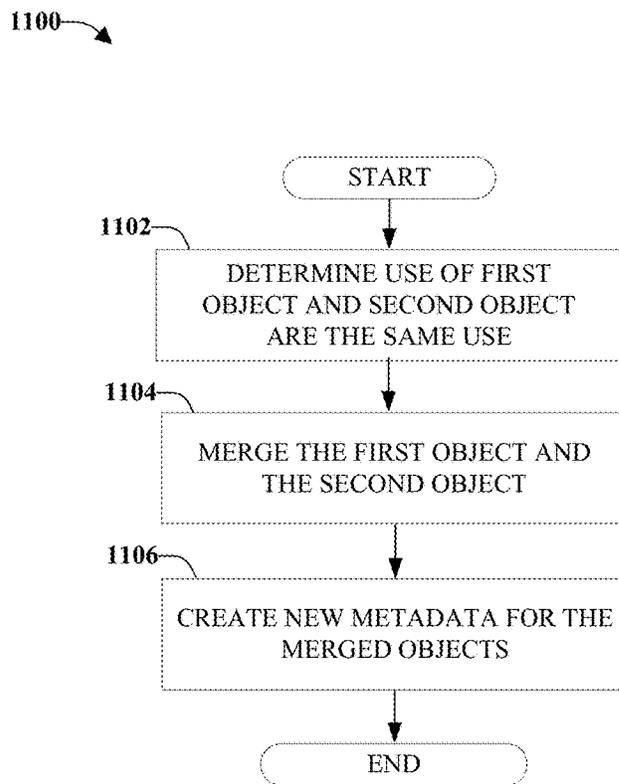 1100
START
1102
DETERMINE USE OF FIRST
OBJECT AND SECOND OBJECT
ARE THE SAME USE
1104
MERGE THE FIRST OBJECT AND
THE SECOND OBJECT
1106
CREATE NEW METADATA FOR THE
MERGED OBJECTS
END